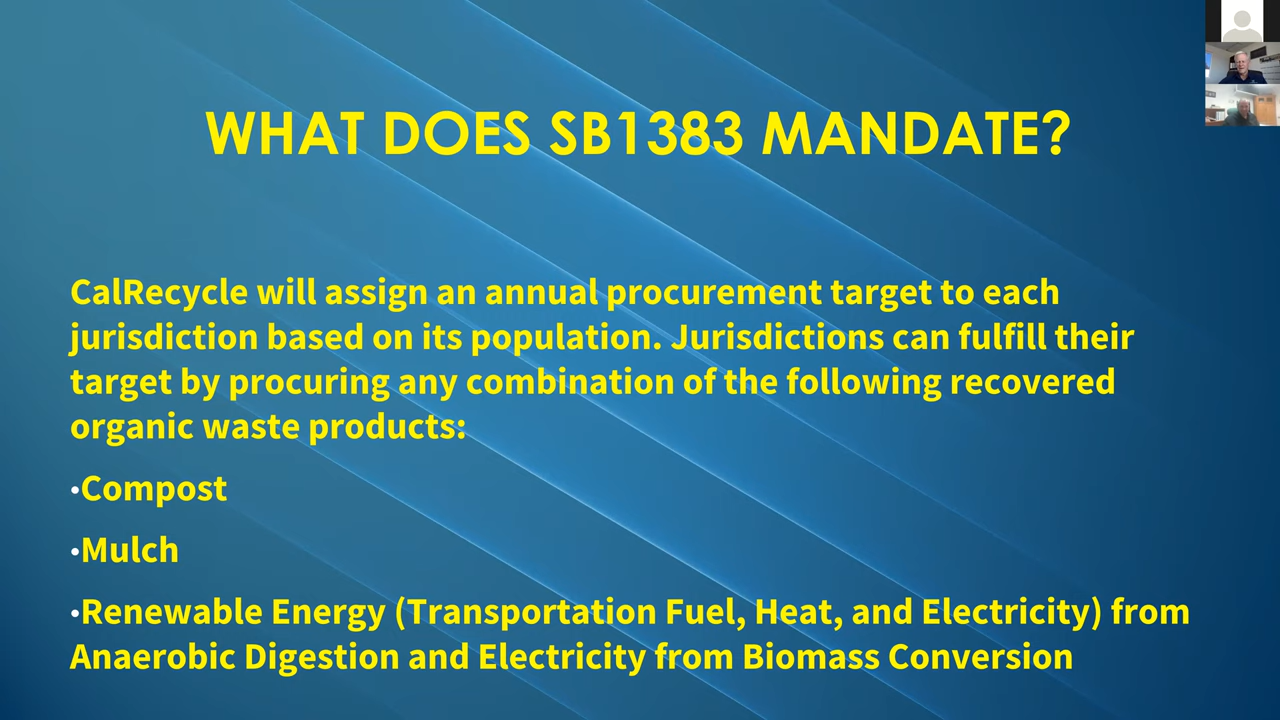 WHAT DOES SB1383 MANDATE?
CalRecycle will assign an annual procurement target to each
jurisdiction based on its population. Jurisdictions can fulfill their
target by procuring any combination of the following recovered
organic waste products:
•Compost
•Mulch
•Renewable Energy (Transportation Fuel, Heat, and Electricity) from
Anaerobic Digestion and Electricity from Biomass Conversion